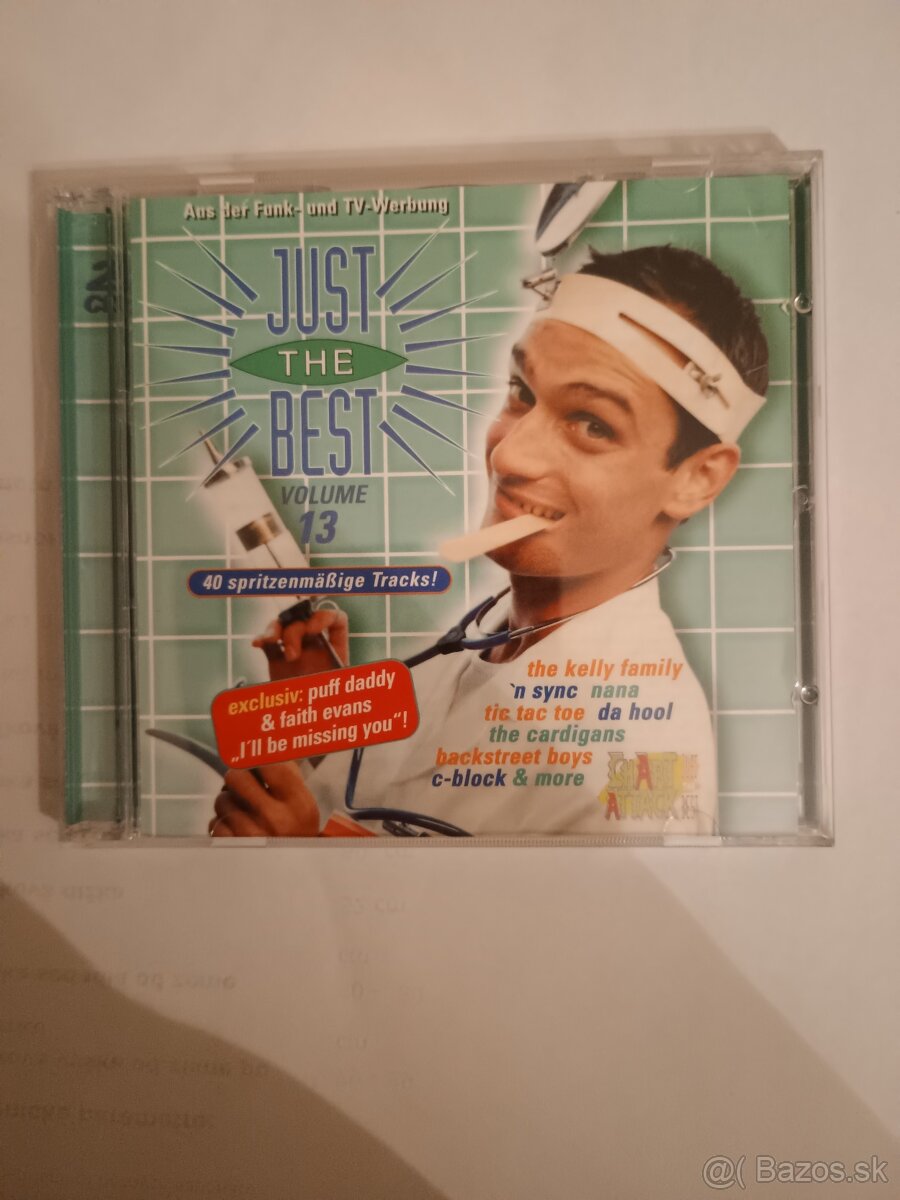 Aus der Funk- und TV-Werbung
JUST
THE
BEST
VOLUME
13
40 spritzenmäßige Tracks!
exclusiv: puff daddy
& faith evans
„I'll be missing you"!
the kelly family
'n sync nana
tic tac toe da hool
the cardigans
backstreet boys
c-block & more
ATTACK
@( Bazos.sk